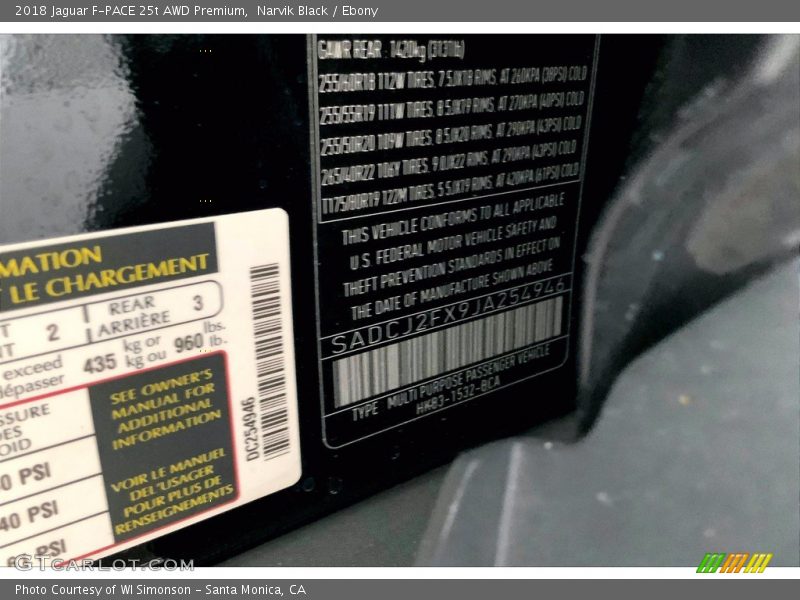 2018 Jaguar F-PACE 25t AWD Premium, Narvik Black / Ebony
GAWR REAR 1420kg (3131lb)
255/60R18 112W TIRES, 7.5JX18 RIMS, AT 260KPA (38PSI) COLD
255/55R19 111W TIRES, 8.5JX19 RIMS, AT 270KPA (40PSI) COLD
255/50R20 109W TIRES, 8.5JX20 RIMS, AT 290KPA (43PSI) COLD
265/40R22 106Y TIRES, 9.0JX22 RIMS, AT 290KPA (43PSI) COLD
T175/80R19 122M TIRES, 5.5JX19 RIMS, AT 420KPA (61PSI) COLD
THIS VEHICLE CONFORMS TO ALL APPLICABLE
U.S. FEDERAL MOTOR VEHICLE SAFETY AND
THEFT PREVENTION STANDARDS IN EFFECT ON
THE DATE OF MANUFACTURE SHOWN ABOVE
SADCJ2FX9JA254946
TYPE MULTI PURPOSE PASSENGER VEHICLE
HK83-1532-BCA
MATION
LE CHARGEMENT
2 REAR 3
ARRIÈRE
exceed 435 kg or 960 lbs.
dépasser kg ou lb.
SSURE
DES
OID
0 PSI
40 PSI
PSI
SEE OWNER'S
MANUAL FOR
ADDITIONAL
INFORMATION
VOIR LE MANUEL
DEL'USAGER
POUR PLUS DE
RENSEIGNEMENTS
DC254946
GTCarLot.com
Photo Courtesy of WI Simonson - Santa Monica, CA